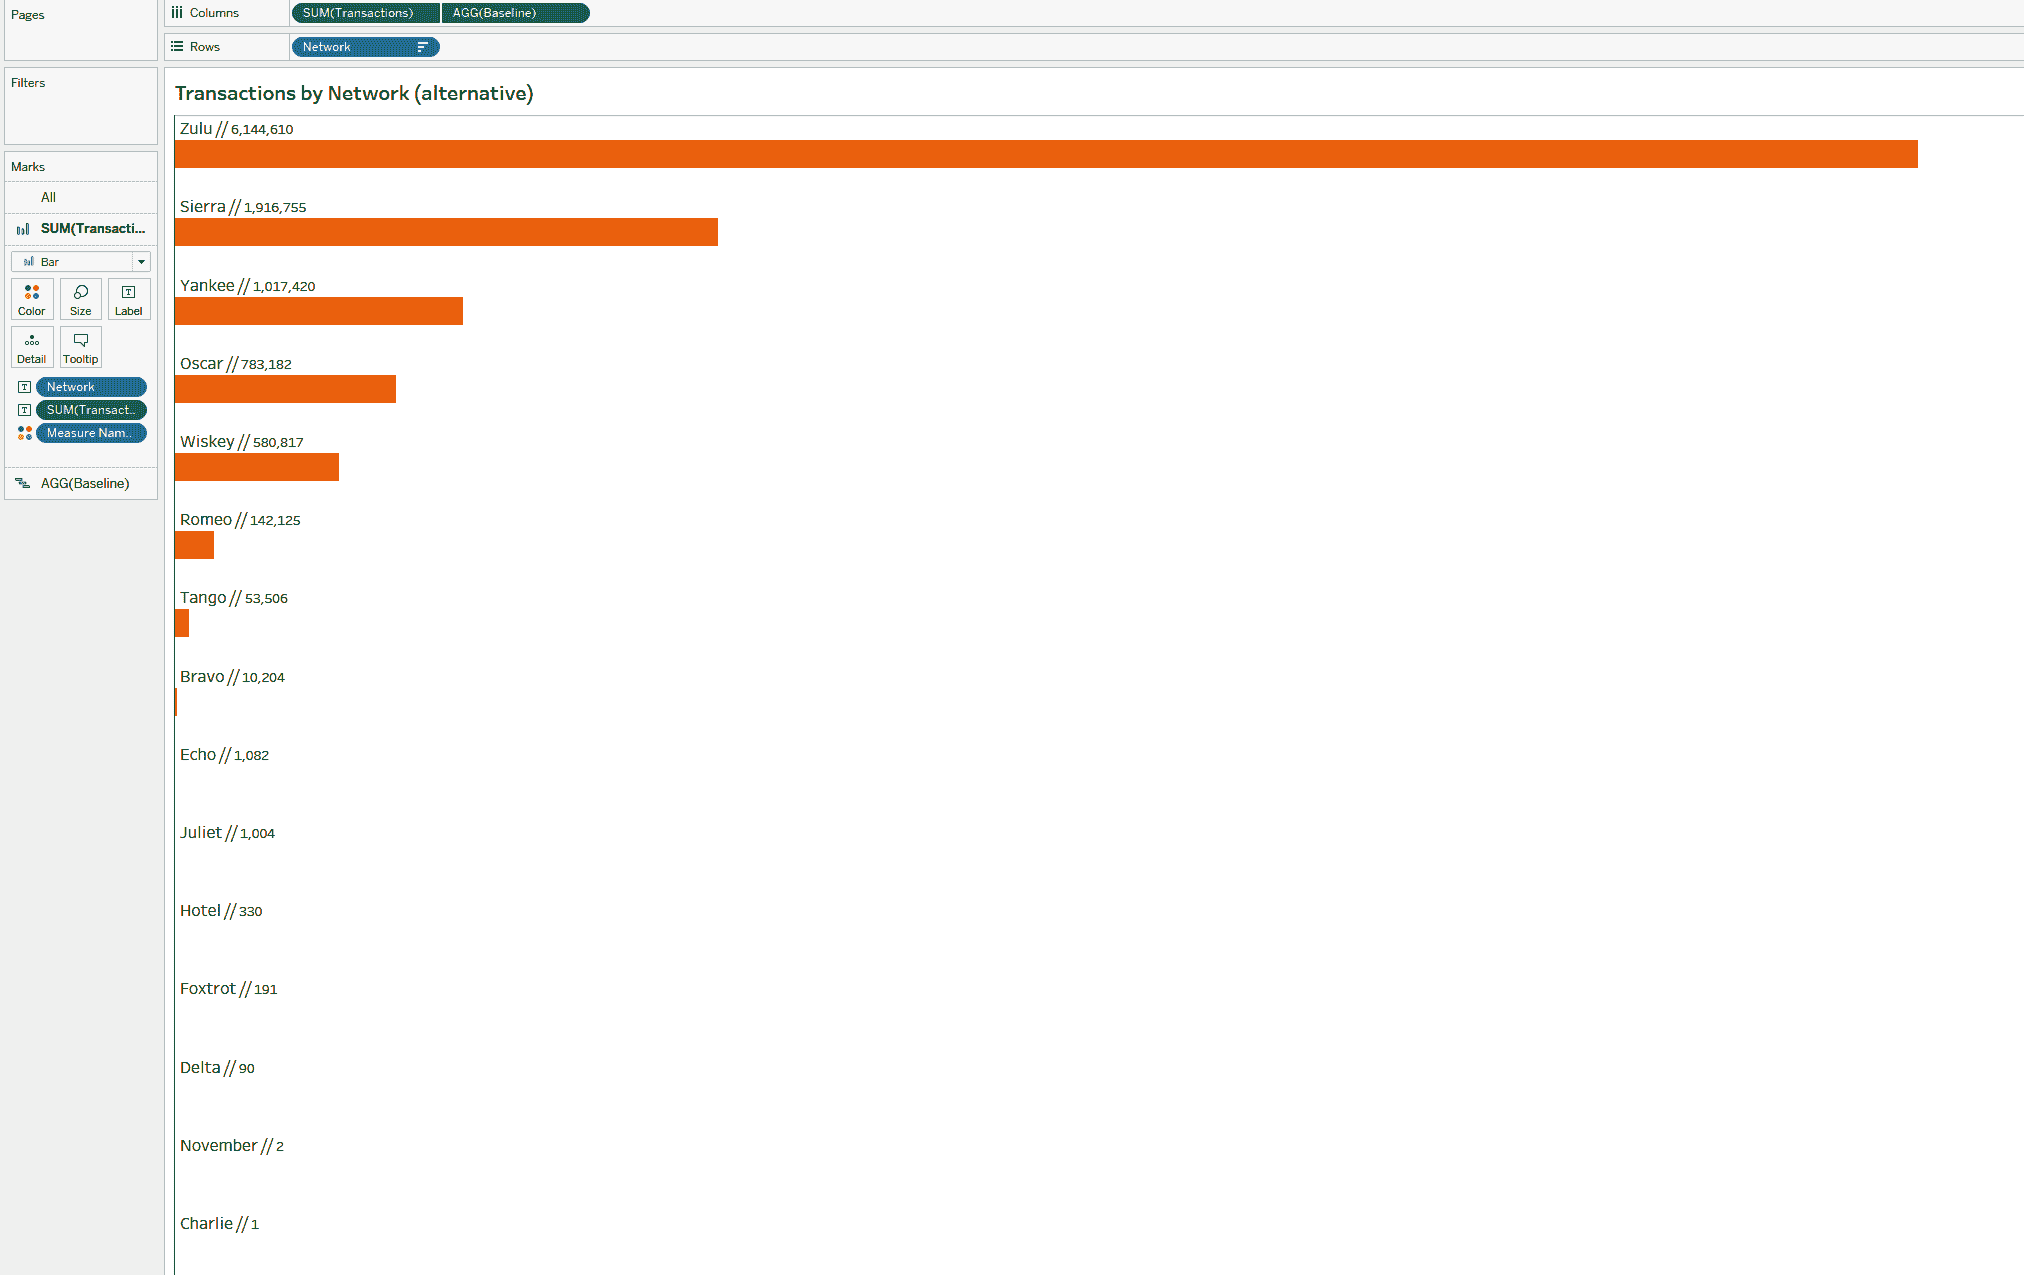 Pages
Columns SUM(Transactions) AGG(Baseline)
Rows Network
Filters
Marks
All
SUM(Transacti...
Bar
Color Size Label
Detail Tooltip
Network
SUM(Transact..
Measure Nam..
AGG(Baseline)
Transactions by Network (alternative)
Zulu // 6,144,610
Sierra // 1,916,755
Yankee // 1,017,420
Oscar // 783,182
Wiskey // 580,817
Romeo // 142,125
Tango // 53,506
Bravo // 10,204
Echo // 1,082
Juliet // 1,004
Hotel // 330
Foxtrot // 191
Delta // 90
November // 2
Charlie // 1